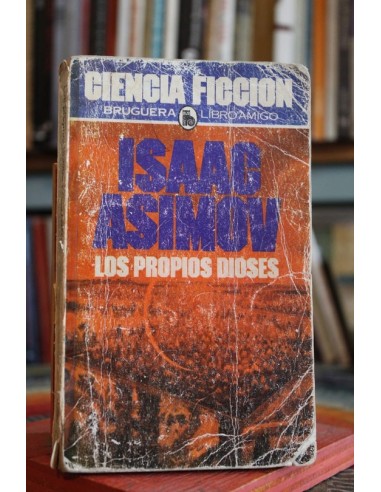 CIENCIA FICCION
BRUGUERA LIBRO AMIGO
ISAAC
ASIMOV
LOS PROPIOS DIOSES